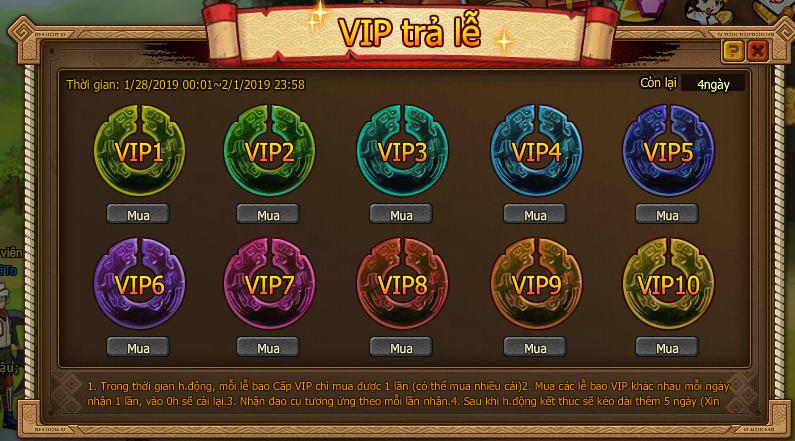 VIP trả lễ
Thời gian: 1/28/2019 00:01~2/1/2019 23:58
Còn lại 4ngày
VIP1 VIP2 VIP3 VIP4 VIP5
Mua Mua Mua Mua Mua
VIP6 VIP7 VIP8 VIP9 VIP10
Mua Mua Mua Mua Mua
viên
1. Trong thời gian h.động, mỗi lễ bao Cấp VIP chỉ mua được 1 lần (có thể mua nhiều cái)2. Mua các lễ bao VIP khác nhau mỗi ngày
nhận 1 lần, vào 0h sẽ cài lại.3. Nhận đạo cụ tương ứng theo mỗi lần nhận.4. Sau khi h.động kết thúc sẽ kéo dài thêm 5 ngày (Xin